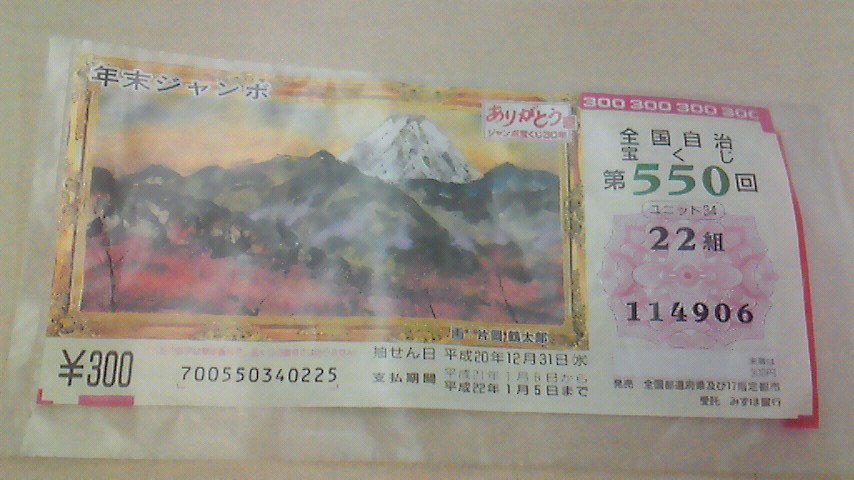 年末ジャンボ
ありがとう
ジャンボ宝くじ30年
300 300 300 300
全国自治
宝くじ
第550回
ユニット34
22組
114906
画 片岡鶴太郎
¥300
700550340225
抽せん日 平成20年12月31日(水)
支払期間 平成21年1月6日から
平成22年1月5日まで
発売 全国都道府県及び17指定都市
受託 みずほ銀行